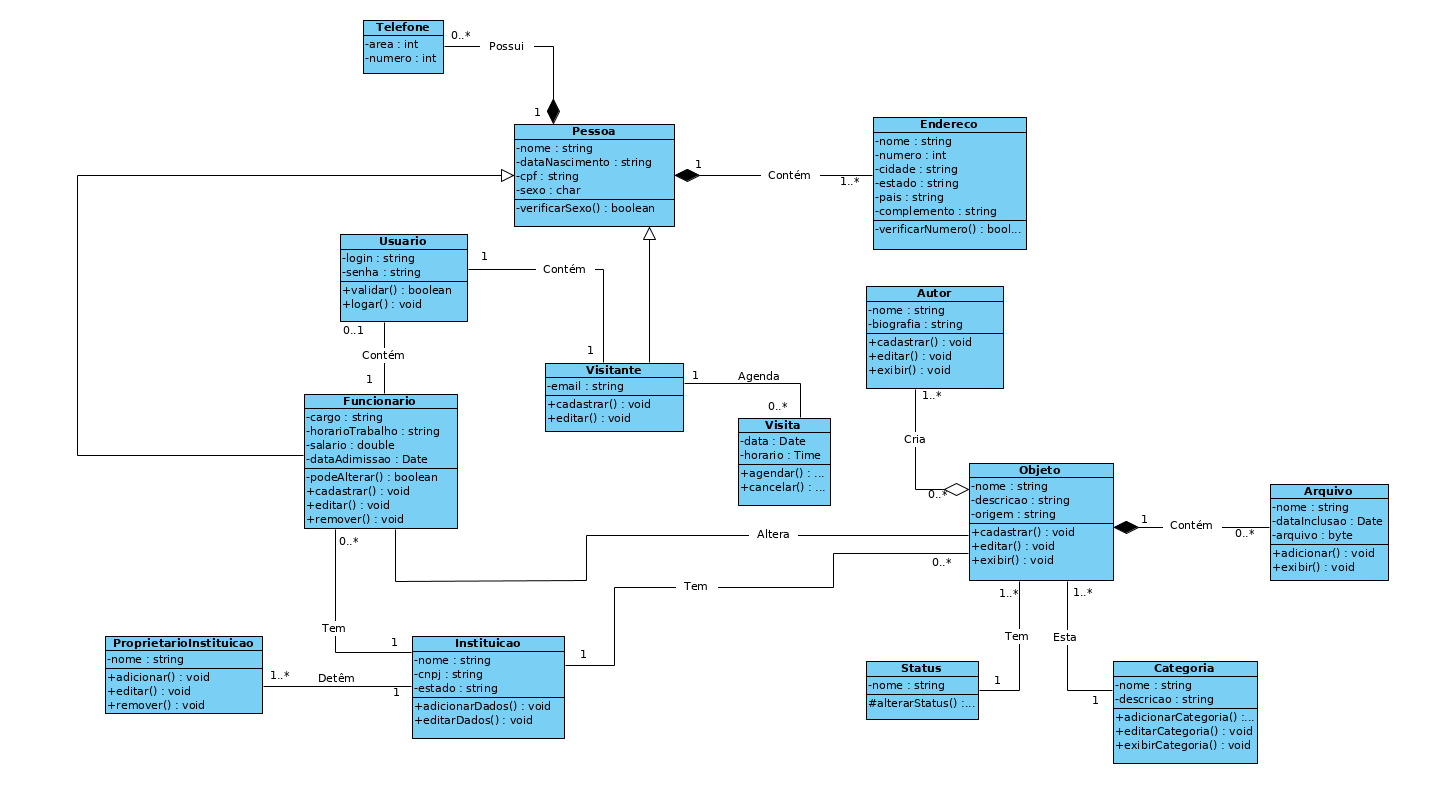 Telefone
-area : int
-numero : int
0..*
Possui
1
Pessoa
-nome : string
-dataNascimento : string
-cpf : string
-sexo : char
-verificarSexo() : boolean
1
Contém
1..*
Endereco
-nome : string
-numero : int
-cidade : string
-estado : string
-pais : string
-complemento : string
-verificarNumero() : bool...
Usuario
-login : string
-senha : string
+validar() : boolean
+logar() : void
1
Contém
1
0..1
Contém
1
Visitante
-email : string
+cadastrar() : void
+editar() : void
1
Agenda
0..*
Visita
-data : Date
-horario : Time
+agendar() : ...
+cancelar() : ...
Autor
-nome : string
-biografia : string
+cadastrar() : void
+editar() : void
+exibir() : void
1..*
Cria
0..*
Funcionario
-cargo : string
-horarioTrabalho : string
-salario : double
-dataAdimissao : Date
-podeAlterar() : boolean
+cadastrar() : void
+editar() : void
+remover() : void
0..*
Tem
1
Altera
Objeto
-nome : string
-descricao : string
-origem : string
+cadastrar() : void
+editar() : void
+exibir() : void
1
Contém
0..*
Arquivo
-nome : string
-dataInclusao : Date
-arquivo : byte
+adicionar() : void
+exibir() : void
0..*
Tem
1
ProprietarioInstituicao
-nome : string
+adicionar() : void
+editar() : void
+remover() : void
1..*
Detêm
1
Instituicao
-nome : string
-cnpj : string
-estado : string
+adicionarDados() : void
+editarDados() : void
1..*
Tem
1
1..*
Esta
1
Status
-nome : string
#alterarStatus() :...
Categoria
-nome : string
-descricao : string
+adicionarCategoria() :...
+editarCategoria() : void
+exibirCategoria() : void